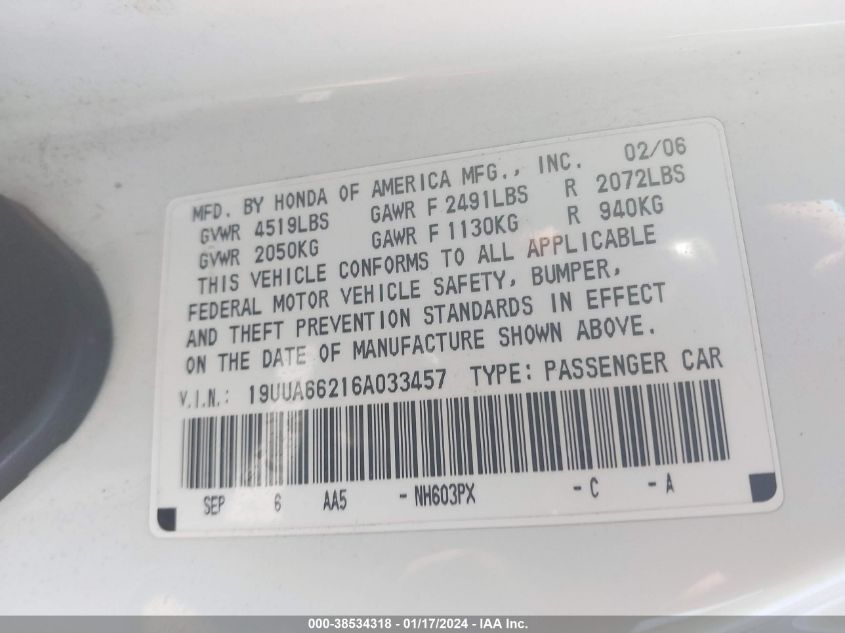 MFD. BY HONDA OF AMERICA MFG., INC. 02/06
GVWR 4519LBS GAWR F 2491LBS R 2072LBS
GVWR 2050KG GAWR F 1130KG R 940KG
THIS VEHICLE CONFORMS TO ALL APPLICABLE
FEDERAL MOTOR VEHICLE SAFETY, BUMPER,
AND THEFT PREVENTION STANDARDS IN EFFECT
ON THE DATE OF MANUFACTURE SHOWN ABOVE.
V.I.N.: 19UUA66216A033457 TYPE: PASSENGER CAR
SEP 6 AA5 - NH603PX - C - A
000-38534318 - 01/17/2024 - IAA Inc.